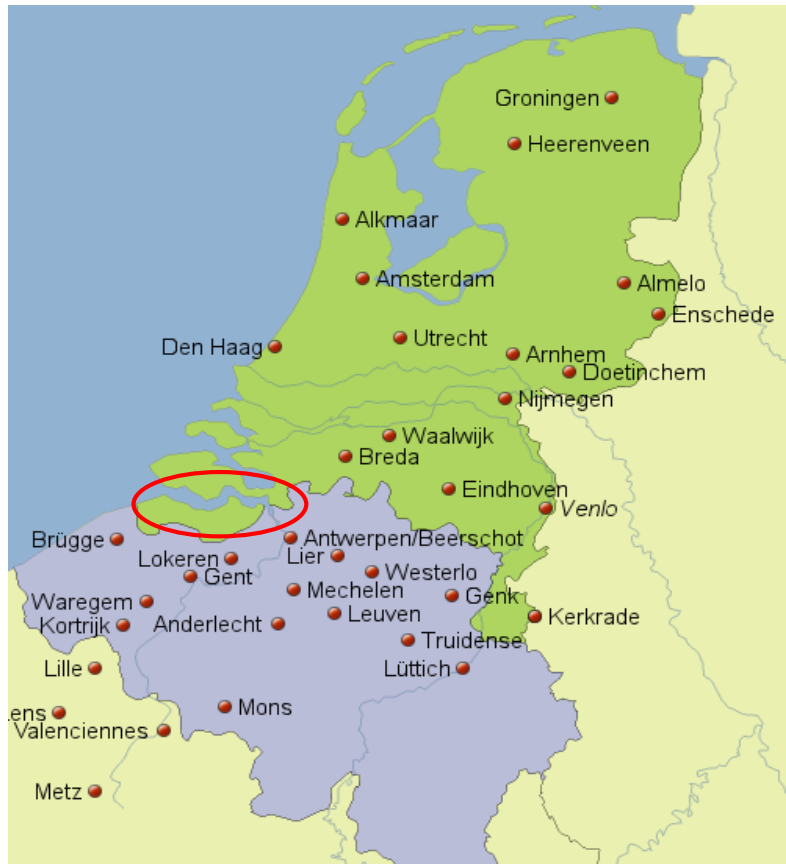 Groningen
Heerenveen
Alkmaar
Amsterdam
Almelo
Enschede
Utrecht
Den Haag
Arnhem
Doetinchem
Nijmegen
Waalwijk
Breda
Eindhoven
Venlo
Brügge
Antwerpen/Beerschot
Lokeren
Lier
Gent
Westerlo
Mechelen
Waregem
Genk
Leuven
Kerkrade
Kortrijk
Anderlecht
Truidense
Lille
Lüttich
Mons
ens
Valenciennes
Metz